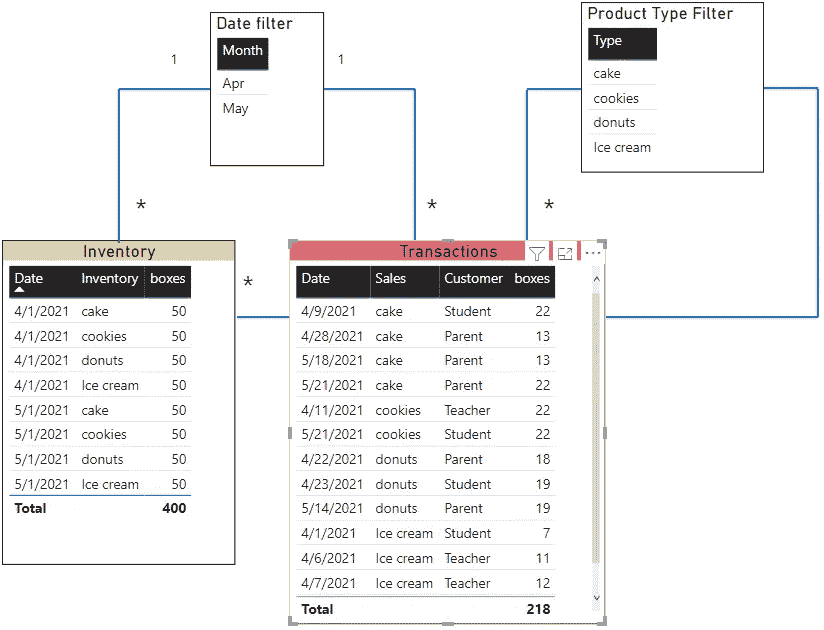 Date filter
Month
Apr
May
Product Type Filter
Type
cake
cookies
donuts
Ice cream
1
1
*
*
*
*
Inventory
Date Inventory boxes
4/1/2021 cake 50
4/1/2021 cookies 50
4/1/2021 donuts 50
4/1/2021 Ice cream 50
5/1/2021 cake 50
5/1/2021 cookies 50
5/1/2021 donuts 50
5/1/2021 Ice cream 50
Total 400
Transactions
Date Sales Customer boxes
4/9/2021 cake Student 22
4/28/2021 cake Parent 13
5/18/2021 cake Parent 13
5/21/2021 cake Parent 22
4/11/2021 cookies Teacher 22
5/21/2021 cookies Student 22
4/22/2021 donuts Parent 18
4/23/2021 donuts Student 19
5/14/2021 donuts Parent 19
4/1/2021 Ice cream Student 7
4/6/2021 Ice cream Teacher 11
4/7/2021 Ice cream Teacher 12
Total 218